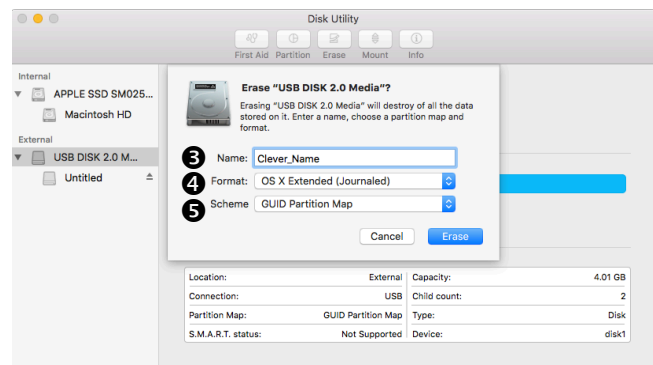 Disk Utility
First Aid Partition Erase Mount Info
Internal
APPLE SSD SM025...
Macintosh HD
External
USB DISK 2.0 M...
Untitled
Erase "USB DISK 2.0 Media"?
Erasing "USB DISK 2.0 Media" will destroy of all the data
stored on it. Enter a name, choose a partition map and
format.
3 Name: Clever_Name
4 Format: OS X Extended (Journaled)
5 Scheme GUID Partition Map
Cancel Erase
Location: External Capacity: 4.01 GB
Connection: USB Child count: 2
Partition Map: GUID Partition Map Type: Disk
S.M.A.R.T. status: Not Supported Device: disk1